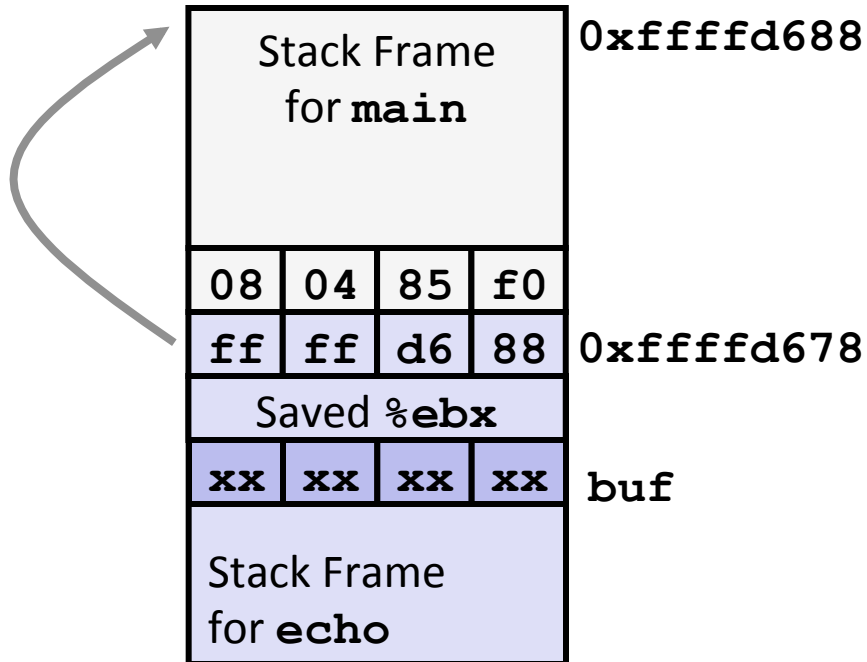 Stack Frame
for main
0xffffd688
08 04 85 f0
ff ff d6 88
0xffffd678
Saved %ebx
xx xx xx xx
buf
Stack Frame
for echo